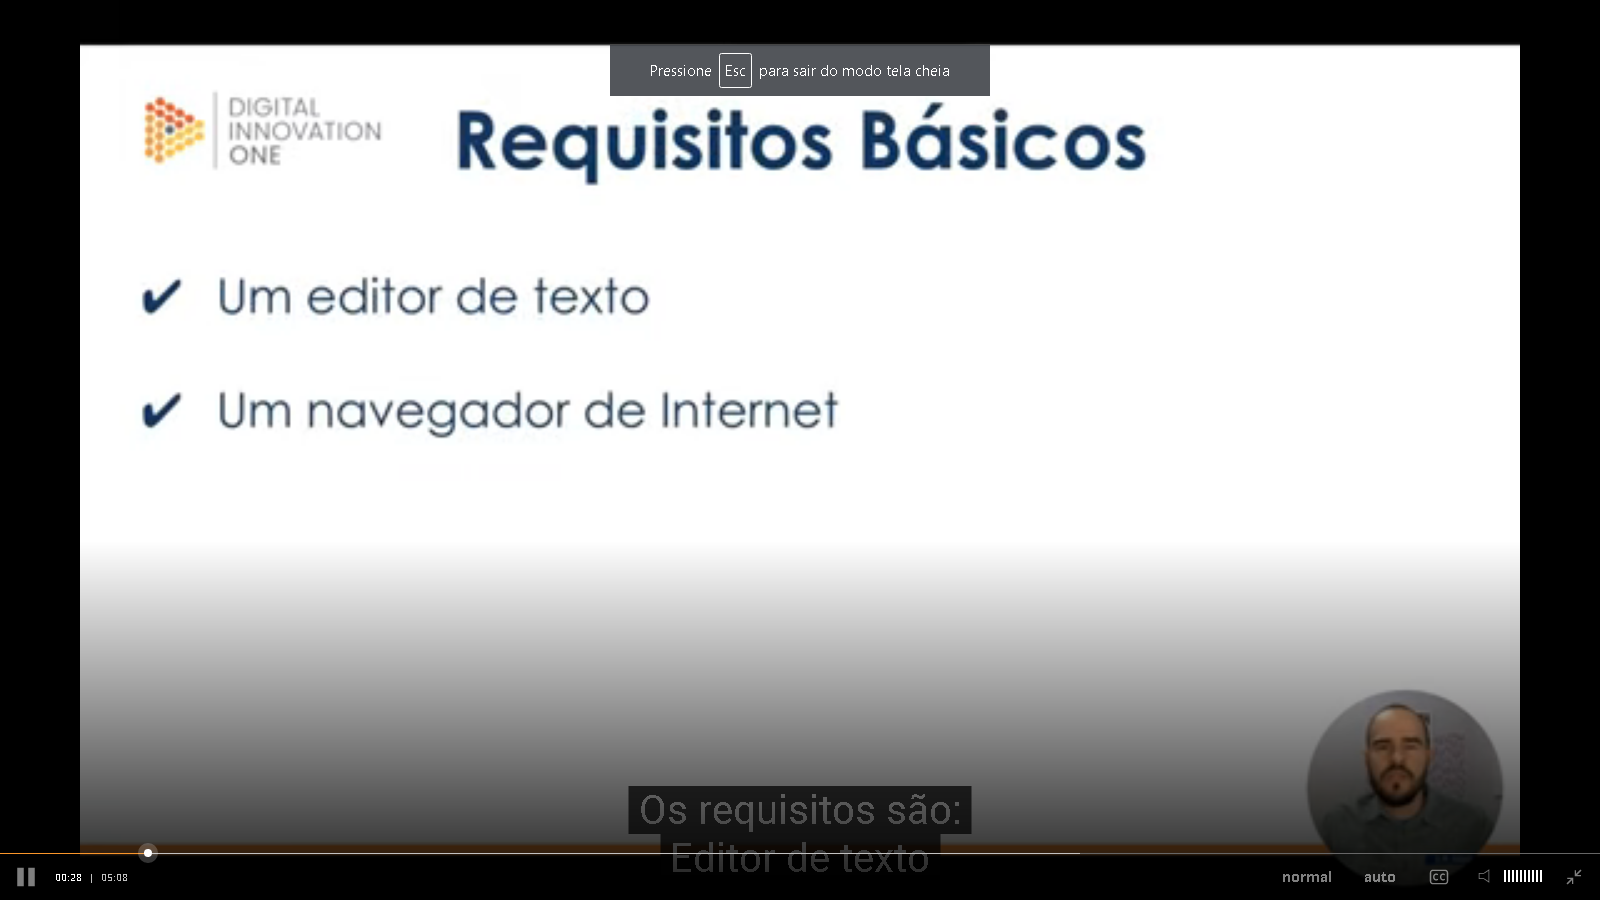 Pressione Esc para sair do modo tela cheia
DIGITAL
INNOVATION
ONE
Requisitos Básicos
✔ Um editor de texto
✔ Um navegador de Internet
Os requisitos são:
Editor de texto
00:28 | 05:08
normal auto CC